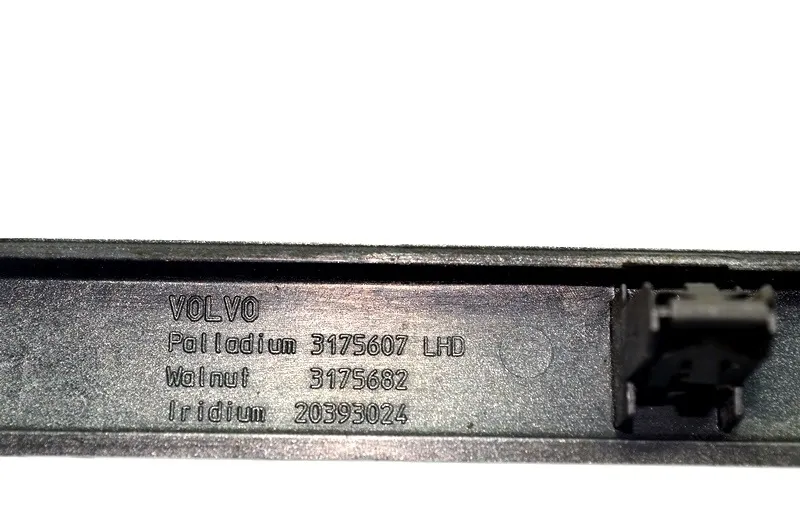 VOLVO
Palladium 3175607 LHD
Walnut 3175682
Iridium 20393024